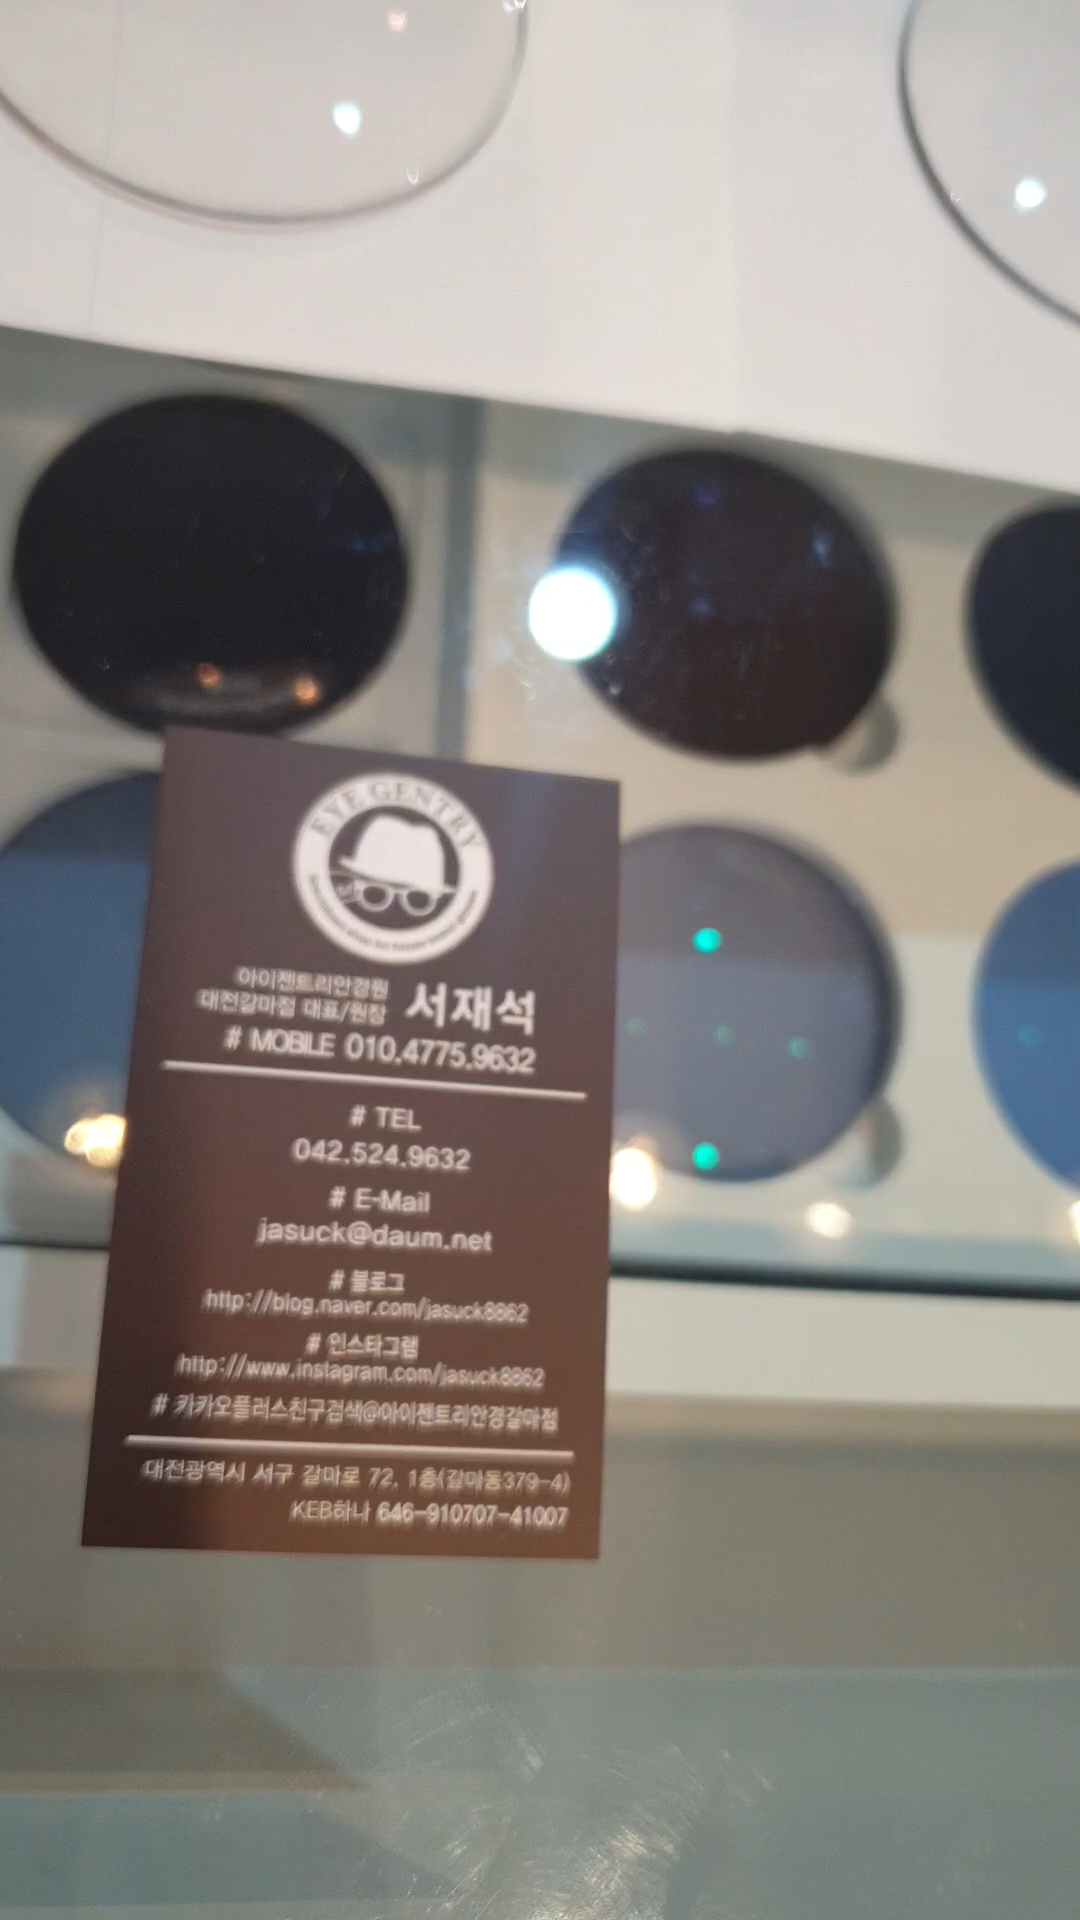 EYE GENTRY
아이젠트리안경원
대전갈마점 대표/원장 서재석
# MOBILE 010.4775.9632
# TEL
042.524.9632
# E-Mail
jasuck@daum.net
# 블로그
http://blog.naver.com/jasuck8862
# 인스타그램
http://www.instagram.com/jasuck8862
# 카카오플러스친구검색@아이젠트리안경갈마점
대전광역시 서구 갈마로 72, 1층(갈마동379-4)
KEB하나 646-910707-41007